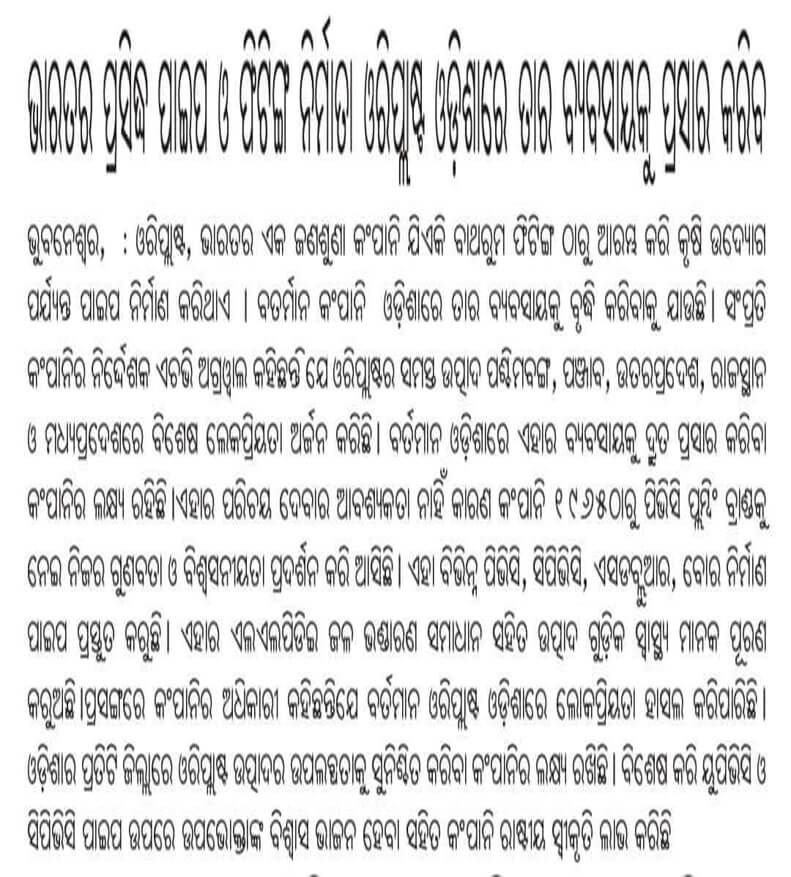 ଭାରତର ପ୍ରସିଦ୍ଧ ପାଇପ ଓ ଫିଟିଙ୍ଗ ନିର୍ମାତା ଓରିପ୍ଲାଷ୍ଟ ଓଡ଼ିଶାରେ ତାର ବ୍ୟବସାୟକୁ ପ୍ରସାର କରିବ
ଭୁବନେଶ୍ୱର, : ଓରିପ୍ଲାଷ୍ଟ, ଭାରତର ଏକ ଜଣଶୁଣା କଂପାନି ଯିଏକି ବାଥରୁମ ଫିଟିଙ୍ଗ ଠାରୁ ଆରମ୍ଭ କରି କୃଷି ଉଦ୍ୟୋଗ
ପର୍ଯ୍ୟନ୍ତ ପାଇପ ନିର୍ମାଣ କରିଥାଏ । ବତର୍ମାନ କଂପାନି ଓଡ଼ିଶାରେ ତାର ବ୍ୟବସାୟକୁ ବୃଦ୍ଧି କରିବାକୁ ଯାଉଛି। ସଂପ୍ରତି
କଂପାନିର ନିର୍ଦ୍ଦେଶକ ଏଚଭି ଅଗ୍ରୱାଲ କହିଛନ୍ତି ଯେ ଓରିପ୍ଲାଷ୍ଟର ସମସ୍ତ ଉତ୍ପାଦ ପଶ୍ଚିମବଙ୍ଗ, ପଞ୍ଜାବ, ଉତରପ୍ରଦେଶ, ରାଜସ୍ଥାନ
ଓ ମଧ୍ୟପ୍ରଦେଶରେ ବିଶେଷ ଲେକପ୍ରିୟତା ଅର୍ଜନ କରିଛି। ବର୍ତମାନ ଓଡ଼ିଶାରେ ଏହାର ବ୍ୟବସାୟକୁ ଦ୍ରୁତ ପ୍ରସାର କରିବା
କଂପାନିର ଲକ୍ଷ୍ୟ ରହିଛି।ଏହାର ପରିଚୟ ଦେବାର ଆବଶ୍ୟକତା ନାହିଁ କାରଣ କଂପାନି ୧୯୬୫ଠାରୁ ପିଭିସି ପ୍ଲମ୍ବିଂ ବ୍ରାଣ୍ଡକୁ
ନେଇ ନିଜର ଗୁଣବତା ଓ ବିଶ୍ୱସନୀୟତା ପ୍ରଦର୍ଶନ କରି ଆସିଛି। ଏହା ବିଭିନ୍ନ ପିଭିସି, ସିପିଭିସି, ଏସଡବ୍ଲୁଆର, ବୋର ନିର୍ମାଣ
ପାଇପ ପ୍ରସ୍ତୁତ କରୁଛି। ଏହାର ଏଲଏଲପିଡିଇ ଜଳ ଭଣ୍ଡାରଣ ସମାଧାନ ସହିତ ଉତ୍ପାଦ ଗୁଡ଼ିକ ସ୍ୱାସ୍ଥ୍ୟ ମାନକ ପୂରଣ
କରୁଅଛି।ପ୍ରସଙ୍ଗରେ କଂପାନିର ଅଧିକାରୀ କହିଛନ୍ତିଯେ ବର୍ତମାନ ଓରିପ୍ଲାଷ୍ଟ ଓଡ଼ିଶାରେ ଲୋକପ୍ରିୟତା ହାସଲ କରିପାରିଛି।
ଓଡ଼ିଶାର ପ୍ରତିଟି ଜିଲ୍ଲାରେ ଓରିପ୍ଲାଷ୍ଟ ଉତ୍ପାଦର ଉପଲବ୍ଧତାକୁ ସୁନିଶ୍ଚିତ କରିବା କଂପାନିର ଲକ୍ଷ୍ୟ ରଖିଛି। ବିଶେଷ କରି ୟୁପିଭିସି ଓ
ସିପିଭିସି ପାଇପ ଉପରେ ଉପଭୋକ୍ତାଙ୍କ ବିଶ୍ୱାସ ଭାଜନ ହେବା ସହିତ କଂପାନି ରାଷ୍ଟୀୟ ସ୍ୱୀକୃତି ଲାଭ କରିଛି